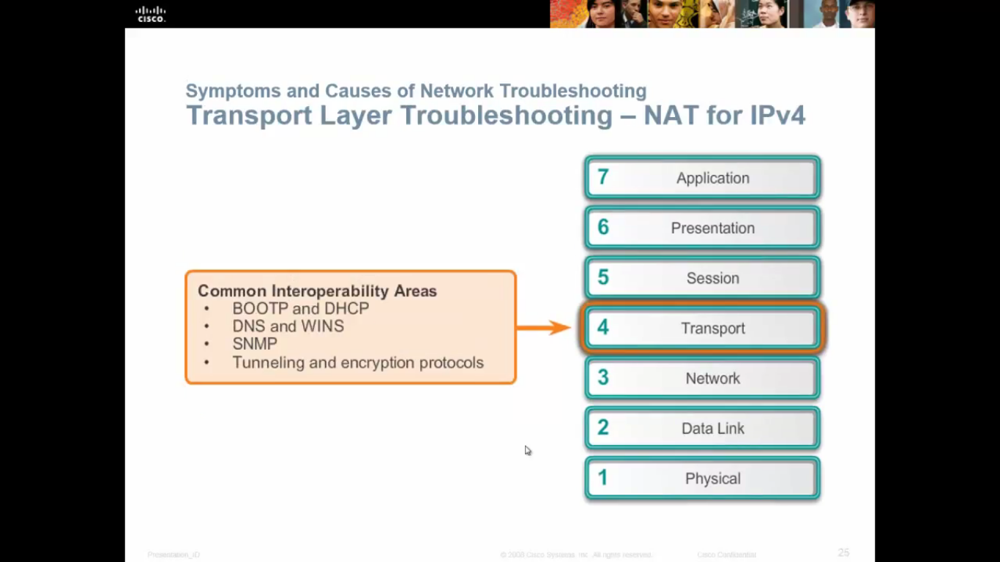 CISCO.
Symptoms and Causes of Network Troubleshooting
Transport Layer Troubleshooting – NAT for IPv4
Common Interoperability Areas
• BOOTP and DHCP
• DNS and WINS
• SNMP
• Tunneling and encryption protocols
7 Application
6 Presentation
5 Session
4 Transport
3 Network
2 Data Link
1 Physical
Presentation_ID
© 2008 Cisco Systems, Inc. All rights reserved.
Cisco Confidential
25